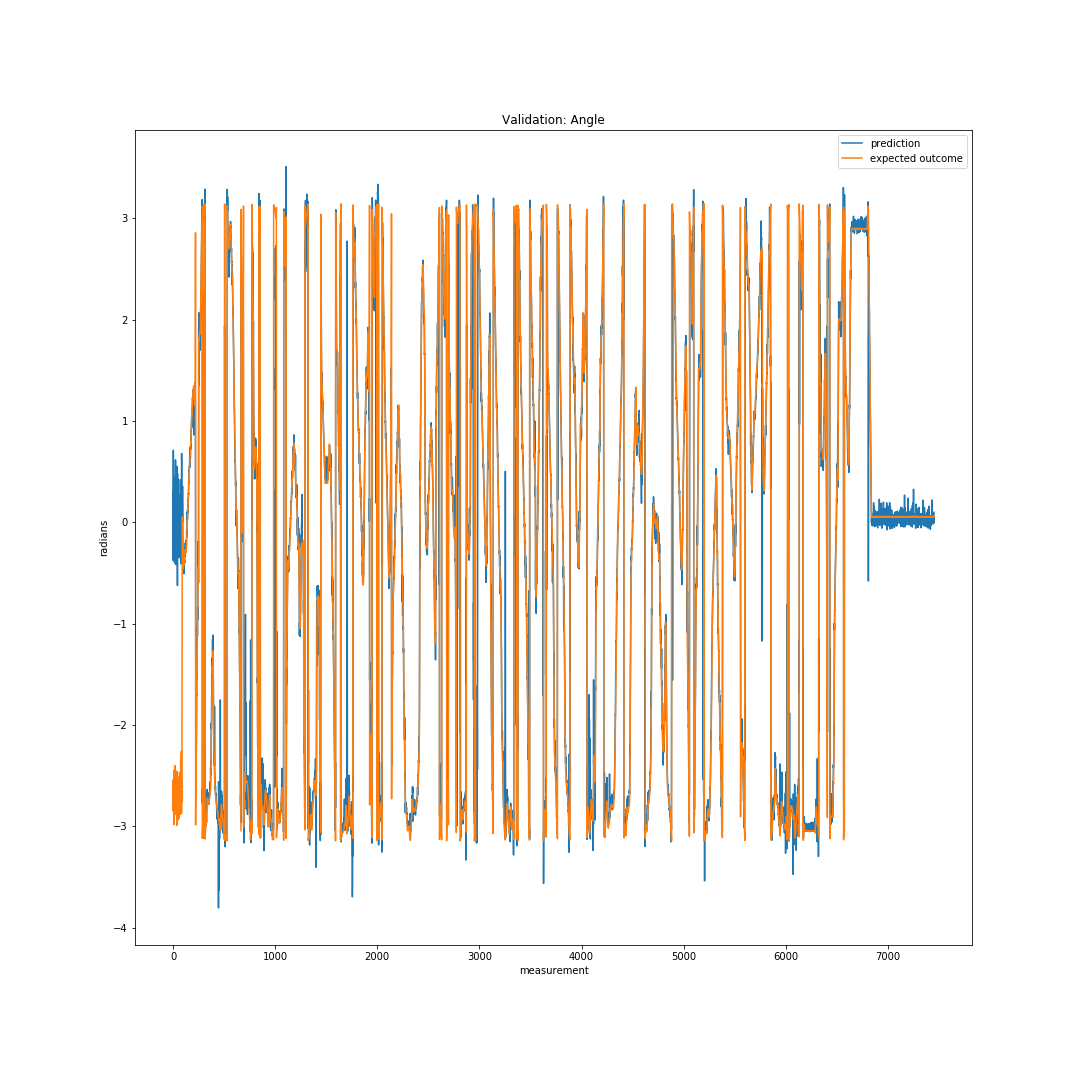 Validation: Angle
prediction
expected outcome
3
2
1
0
−1
−2
−3
−4
radians
0 1000 2000 3000 4000 5000 6000 7000
measurement